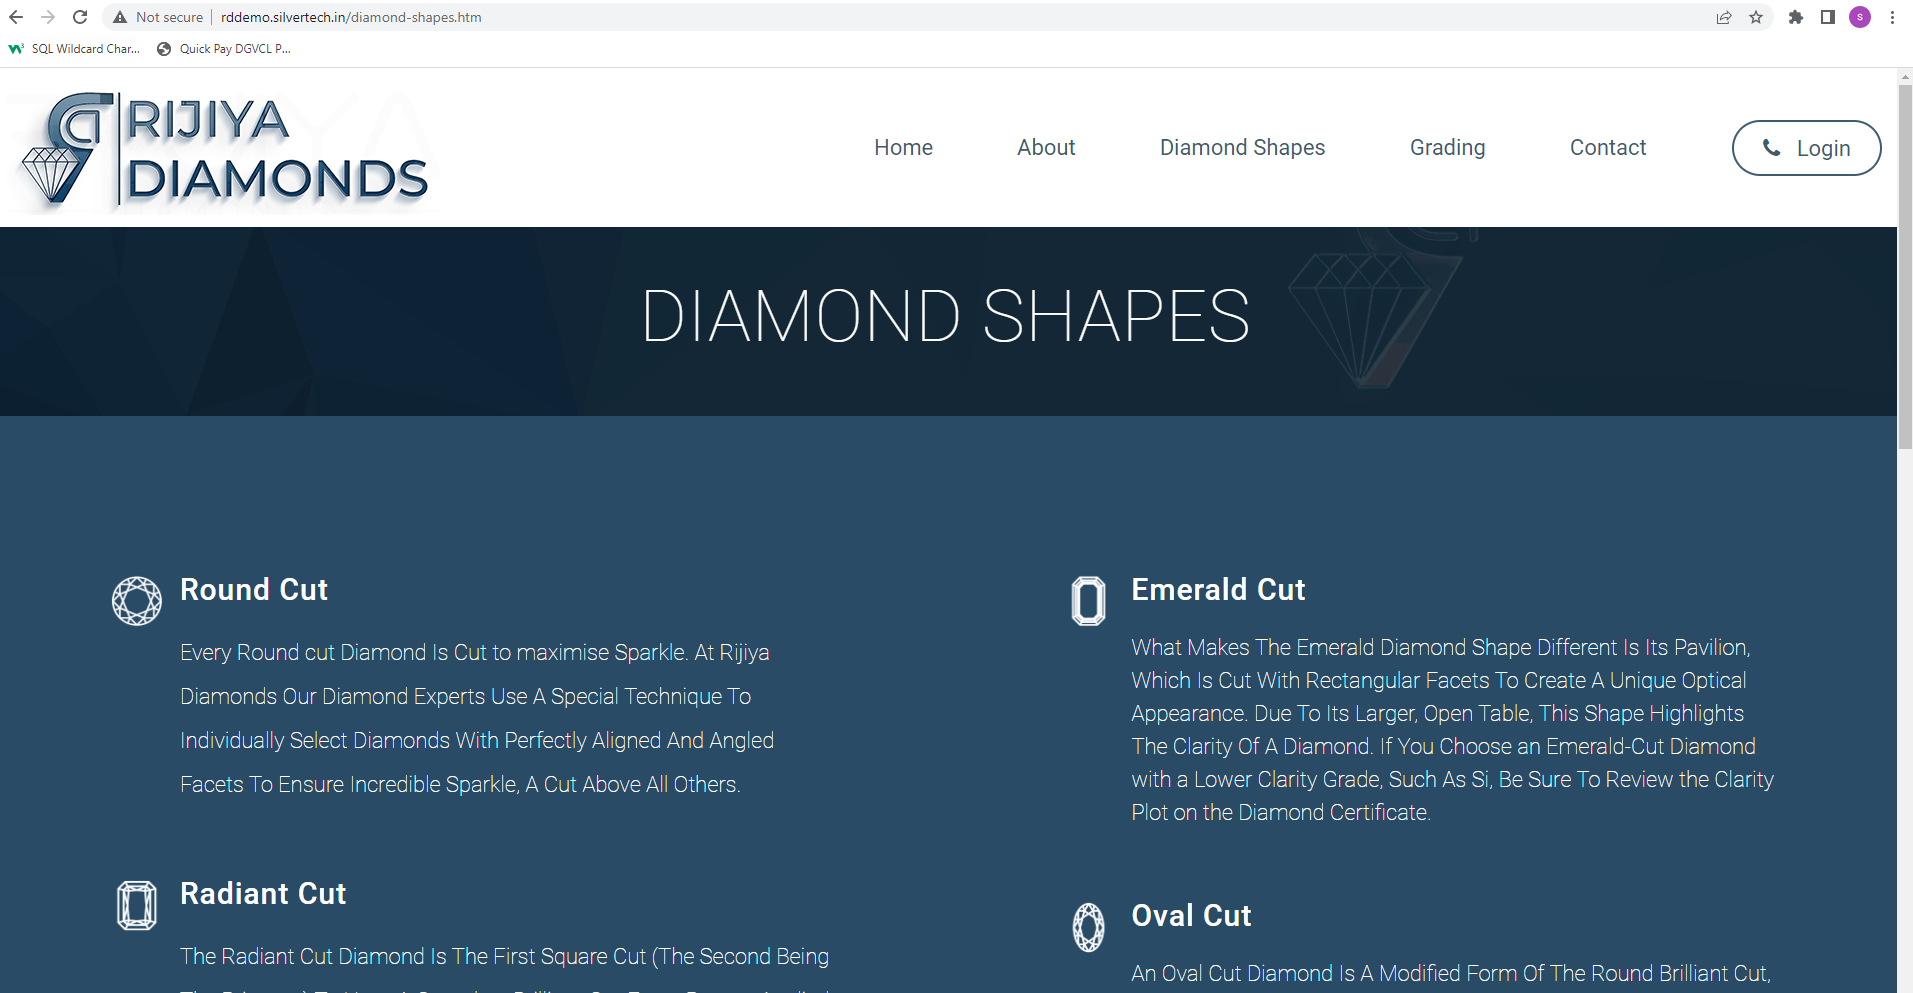 Not secure
rddemo.silvertech.in/diamond-shapes.htm
s
SQL Wildcard Char...
Quick Pay DGVCL P...
RIJIYA
DIAMONDS
Home
About
Diamond Shapes
Grading
Contact
Login
DIAMOND SHAPES
Round Cut
Every Round cut Diamond Is Cut to maximise Sparkle. At Rijiya
Diamonds Our Diamond Experts Use A Special Technique To
Individually Select Diamonds With Perfectly Aligned And Angled
Facets To Ensure Incredible Sparkle, A Cut Above All Others.
Emerald Cut
What Makes The Emerald Diamond Shape Different Is Its Pavilion,
Which Is Cut With Rectangular Facets To Create A Unique Optical
Appearance. Due To Its Larger, Open Table, This Shape Highlights
The Clarity Of A Diamond. If You Choose an Emerald-Cut Diamond
with a Lower Clarity Grade, Such As Si, Be Sure To Review the Clarity
Plot on the Diamond Certificate.
Radiant Cut
The Radiant Cut Diamond Is The First Square Cut (The Second Being
Oval Cut
An Oval Cut Diamond Is A Modified Form Of The Round Brilliant Cut,